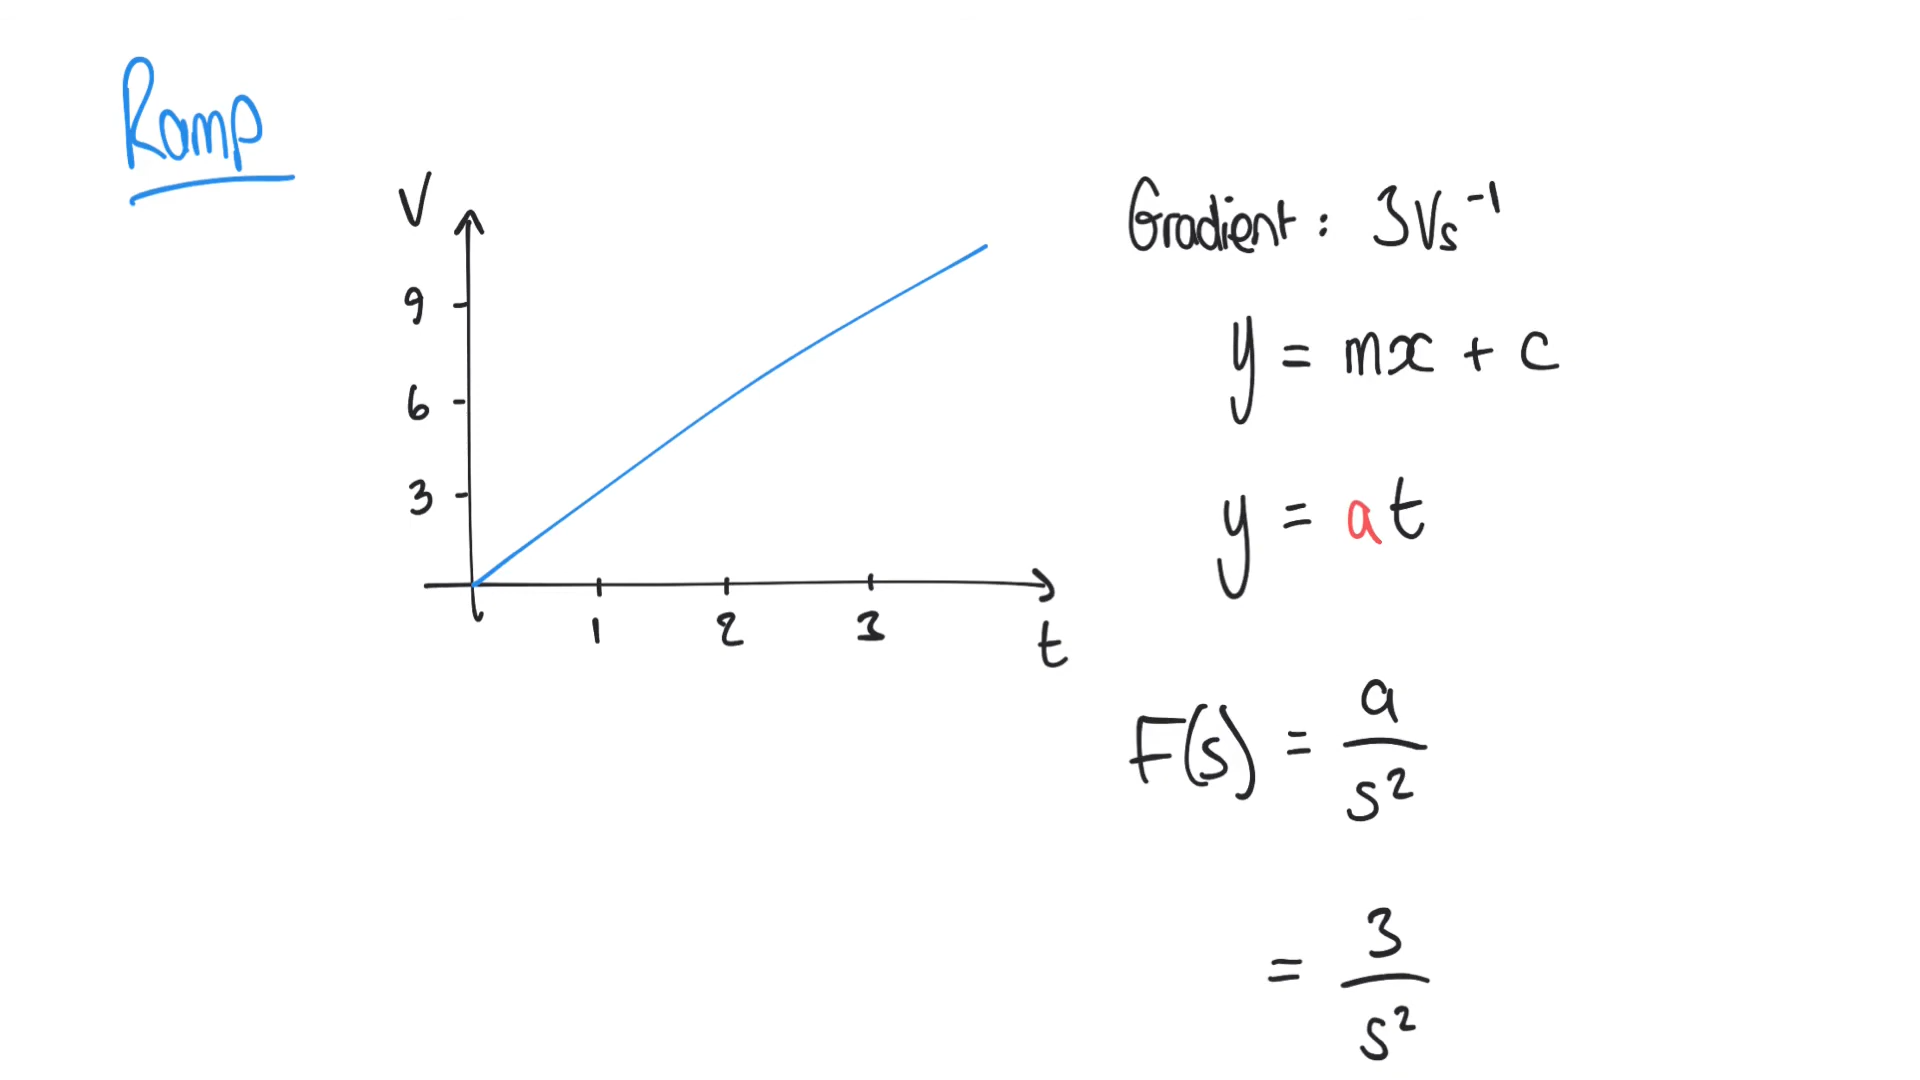 Ramp
V
9
6
3
1
2
3
t
Gradient: 3Vs⁻¹
y = mx + c
y = at
F(s) = a/s²
= 3/s²